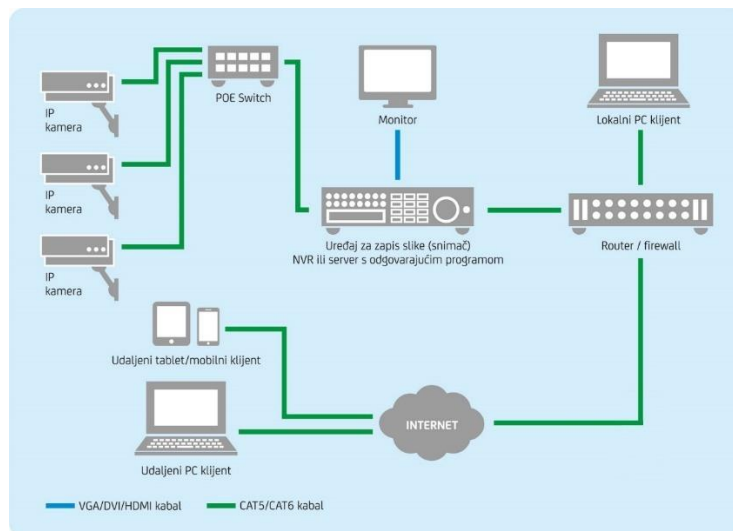 POE Switch
IP
kamera
Monitor
Lokalni PC klijent
IP
kamera
Uređaj za zapis slike (snimač)
NVR ili server s odgovarajućim programom
Router / firewall
IP
kamera
Udaljeni tablet/mobilni klijent
INTERNET
Udaljeni PC klijent
VGA/DVI/HDMI kabal
CAT5/CAT6 kabal